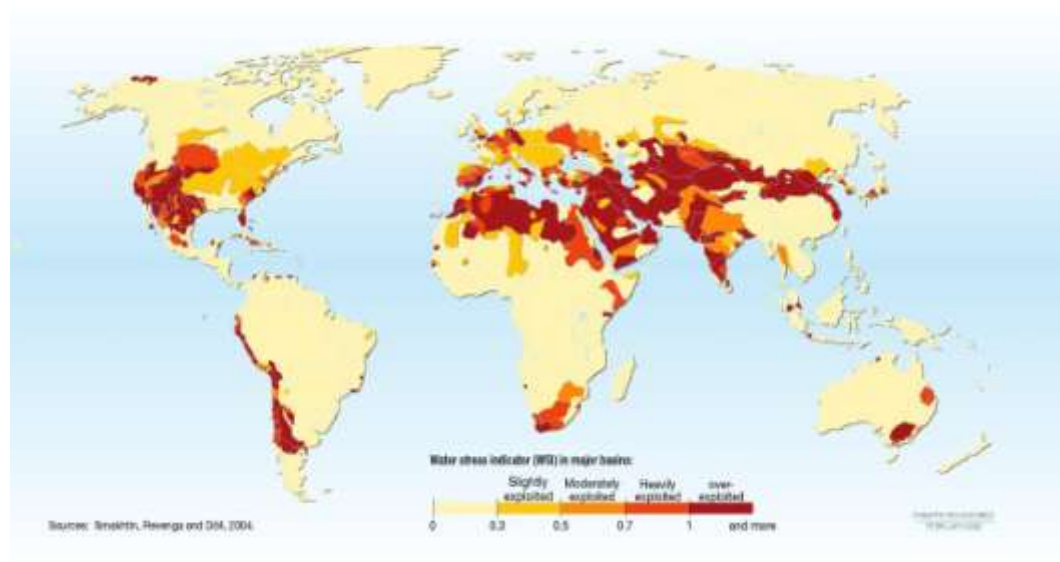 Water stress indicator (WSI) in major basins:
Slightly exploited
Moderately exploited
Heavily exploited
over-exploited
0
0.3
0.5
0.7
1
and more
Sources: Smakhtin, Revenga and Döll, 2004.